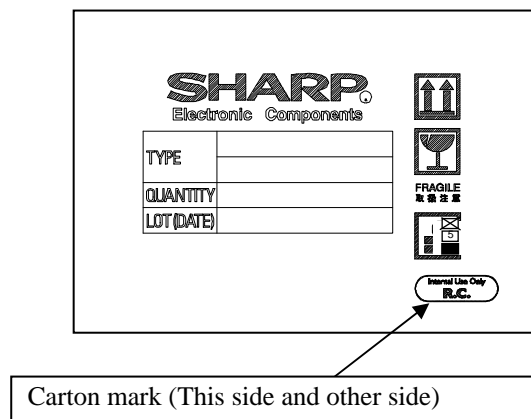 SHARP
Electronic Components
TYPE
QUANTITY
LOT (DATE)
FRAGILE
取扱注意
5
Internal Use Only
R.C.
Carton mark (This side and other side)